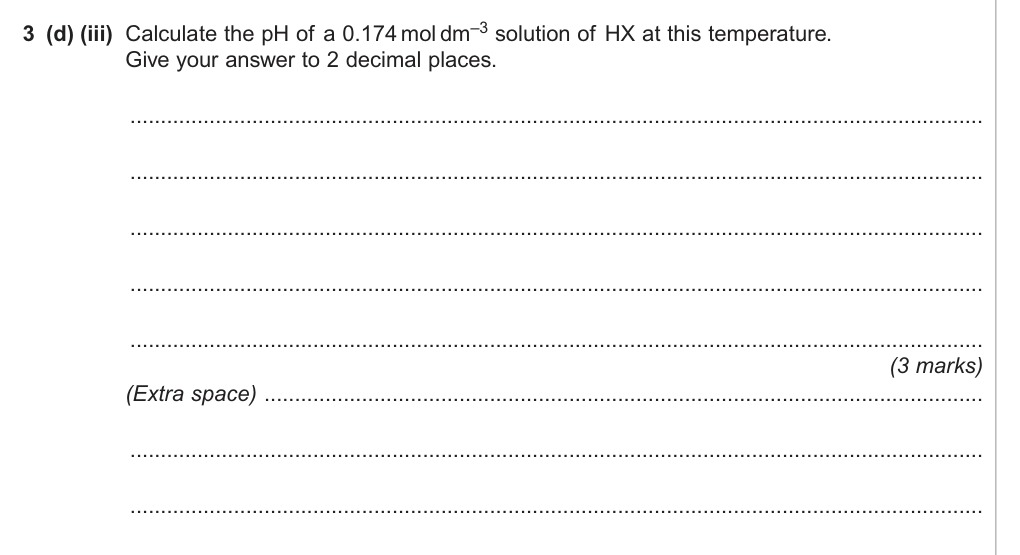 3 (d) (iii) Calculate the pH of a 0.174 mol dm⁻³ solution of HX at this temperature.
Give your answer to 2 decimal places.
(3 marks)
(Extra space)